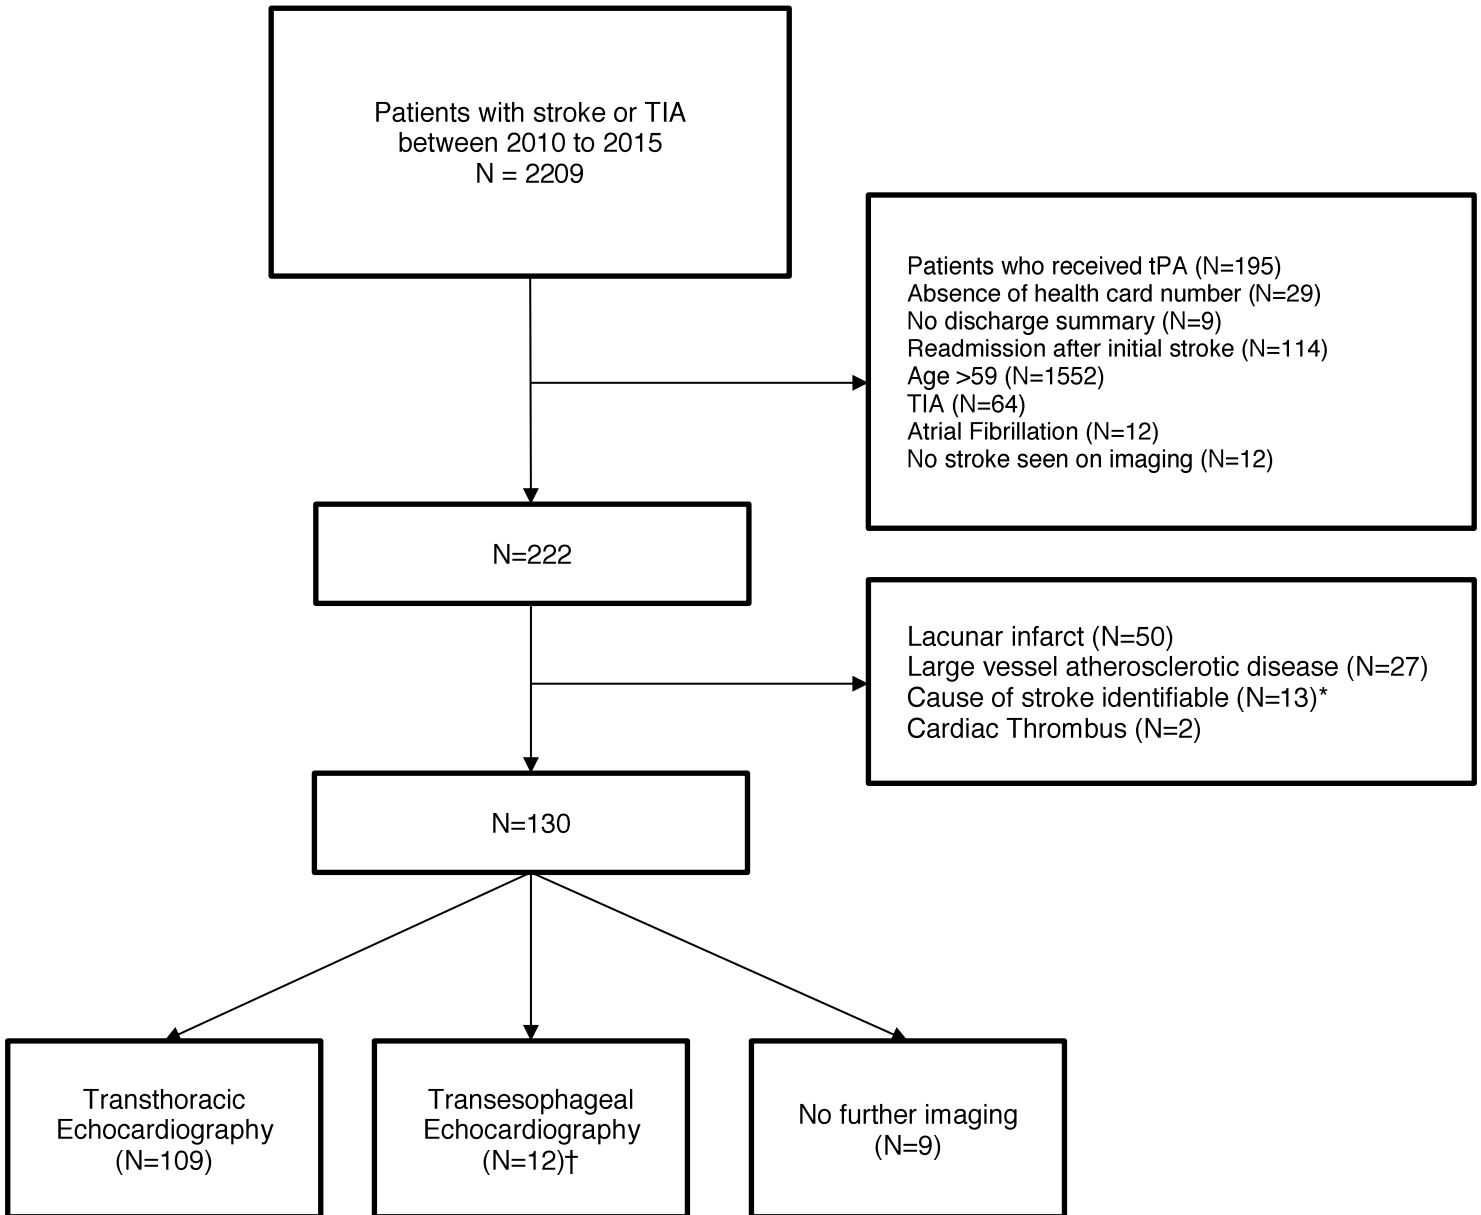 Patients with stroke or TIA
between 2010 to 2015
N = 2209
Patients who received tPA (N=195)
Absence of health card number (N=29)
No discharge summary (N=9)
Readmission after initial stroke (N=114)
Age >59 (N=1552)
TIA (N=64)
Atrial Fibrillation (N=12)
No stroke seen on imaging (N=12)
N=222
Lacunar infarct (N=50)
Large vessel atherosclerotic disease (N=27)
Cause of stroke identifiable (N=13)*
Cardiac Thrombus (N=2)
N=130
Transthoracic
Echocardiography
(N=109)
Transesophageal
Echocardiography
(N=12)†
No further imaging
(N=9)